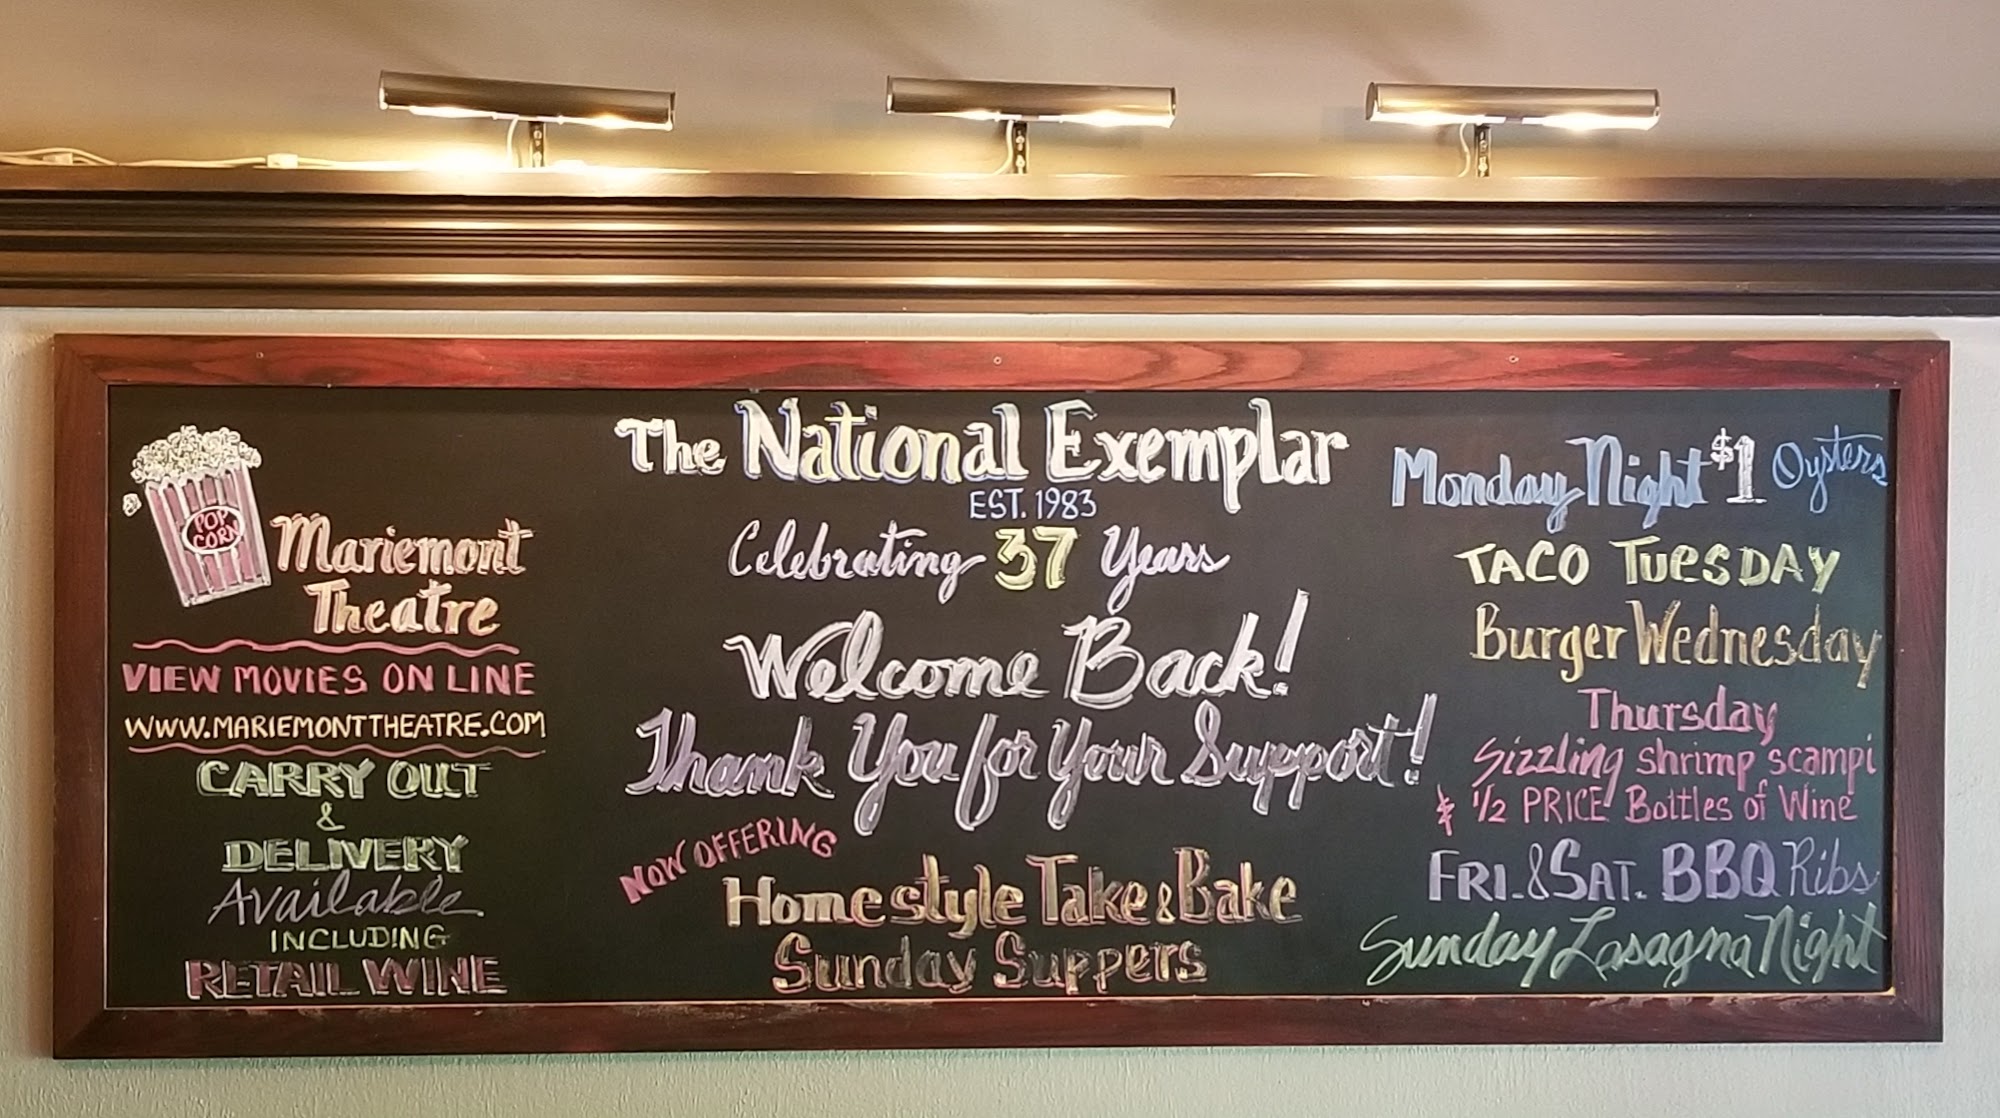 POP
CORN
Mariemont
Theatre
VIEW MOVIES ON LINE
WWW.MARIEMONTTHEATRE.COM
CARRY OUT
&
DELIVERY
Available
INCLUDING
RETAIL WINE
The National Exemplar
EST. 1983
Celebrating 37 Years
Welcome Back!
Thank You for Your Support!
NOW OFFERING
Homestyle Take & Bake
Sunday Suppers
Monday Night $1 Oysters
TACO TUESDAY
Burger Wednesday
Thursday
Sizzling shrimp scampi
& 1/2 PRICE Bottles of Wine
FRI. & SAT. BBQ Ribs
Sunday Lasagna Night